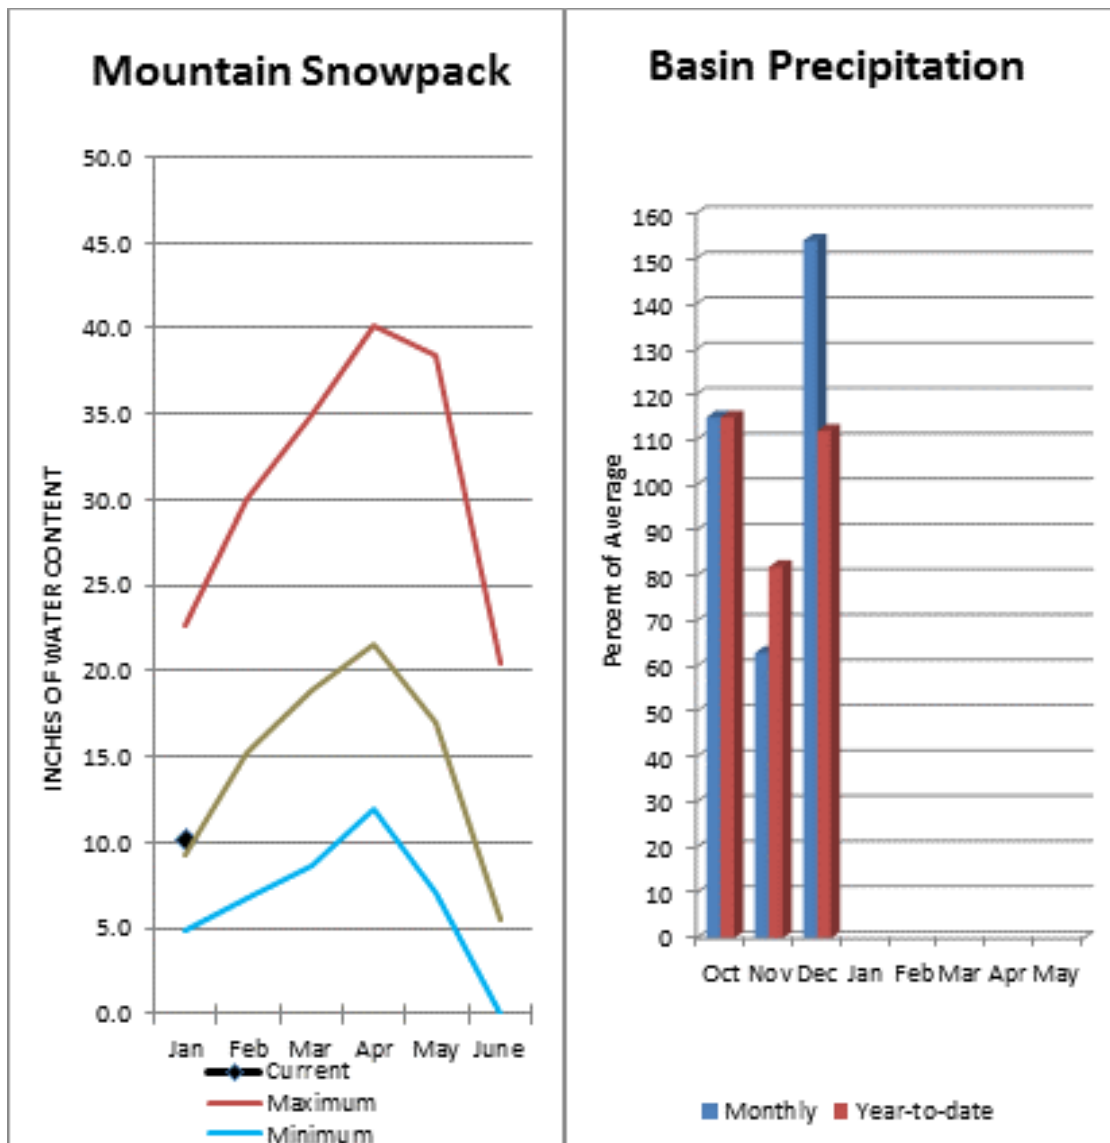 Mountain Snowpack
50.0
45.0
40.0
35.0
30.0
25.0
20.0
15.0
10.0
5.0
0.0
INCHES OF WATER CONTENT
Jan Feb Mar Apr May June
Current
Maximum
Minimum
Basin Precipitation
160
150
140
130
120
110
100
90
80
70
60
50
40
30
20
10
0
Percent of Average
Oct Nov Dec Jan Feb Mar Apr May
Monthly Year-to-date